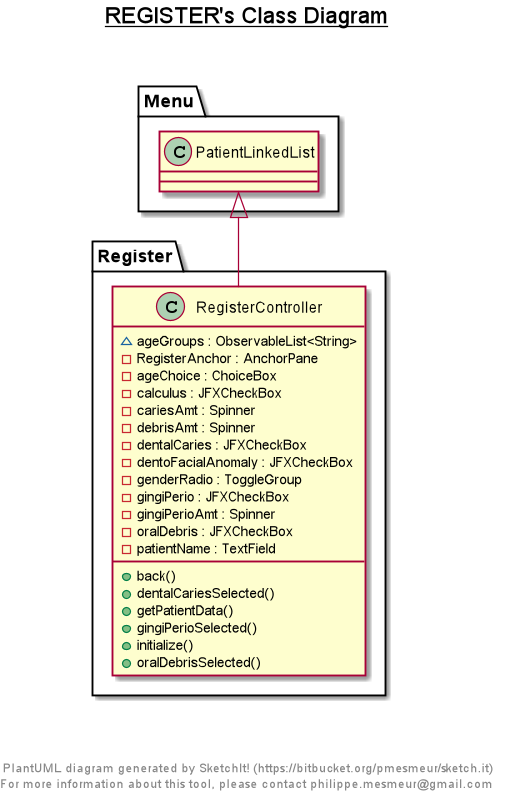 REGISTER's Class Diagram
Menu
C PatientLinkedList
Register
C RegisterController
ageGroups : ObservableList<String>
RegisterAnchor : AnchorPane
ageChoice : ChoiceBox
calculus : JFXCheckBox
cariesAmt : Spinner
debrisAmt : Spinner
dentalCaries : JFXCheckBox
dentoFacialAnomaly : JFXCheckBox
genderRadio : ToggleGroup
gingiPerio : JFXCheckBox
gingiPerioAmt : Spinner
oralDebris : JFXCheckBox
patientName : TextField
back()
dentalCariesSelected()
getPatientData()
gingiPerioSelected()
initialize()
oralDebrisSelected()
PlantUML diagram generated by SketchIt! (https://bitbucket.org/pmesmeur/sketch.it)
For more information about this tool, please contact philippe.mesmeur@gmail.com